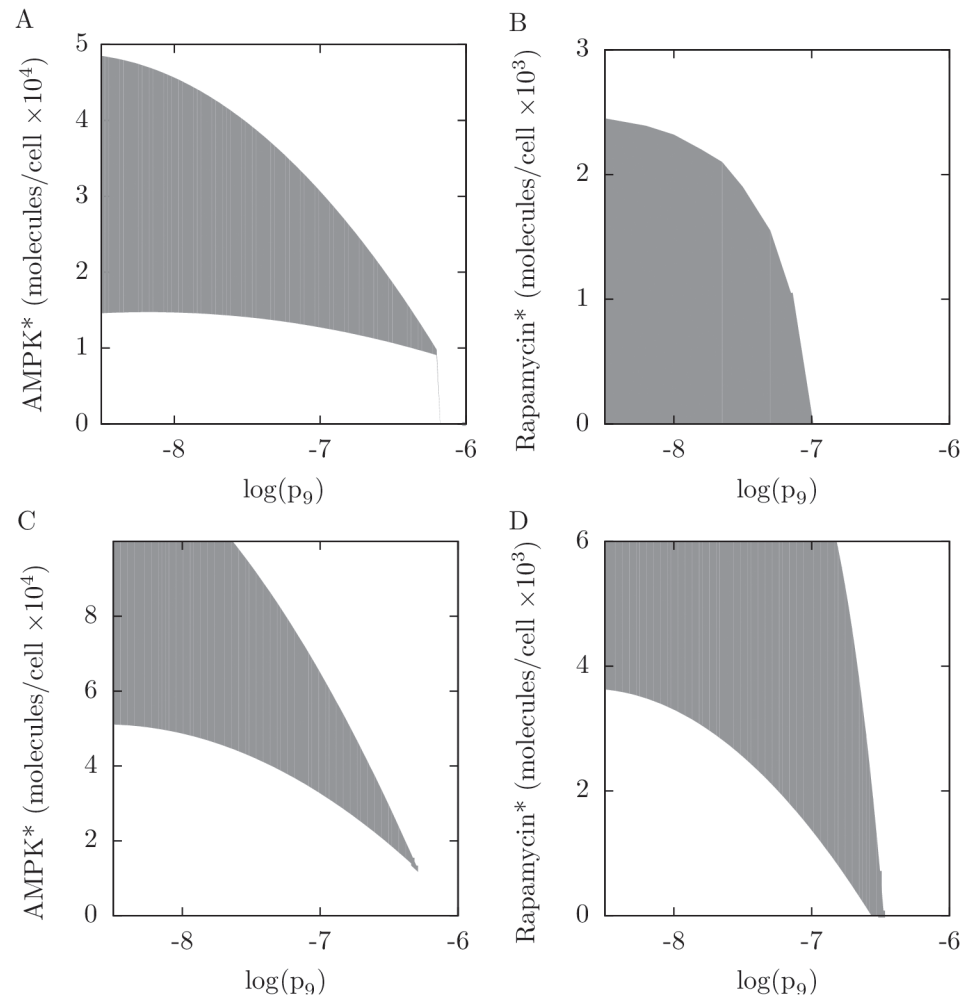 A
AMPK* (molecules/cell ×10⁴)
5
4
3
2
1
0
-8 -7 -6
log(p₉)
B
Rapamycin* (molecules/cell ×10³)
3
2
1
0
-8 -7 -6
log(p₉)
C
AMPK* (molecules/cell ×10⁴)
8
6
4
2
0
-8 -7 -6
log(p₉)
D
Rapamycin* (molecules/cell ×10³)
6
4
2
0
-8 -7 -6
log(p₉)